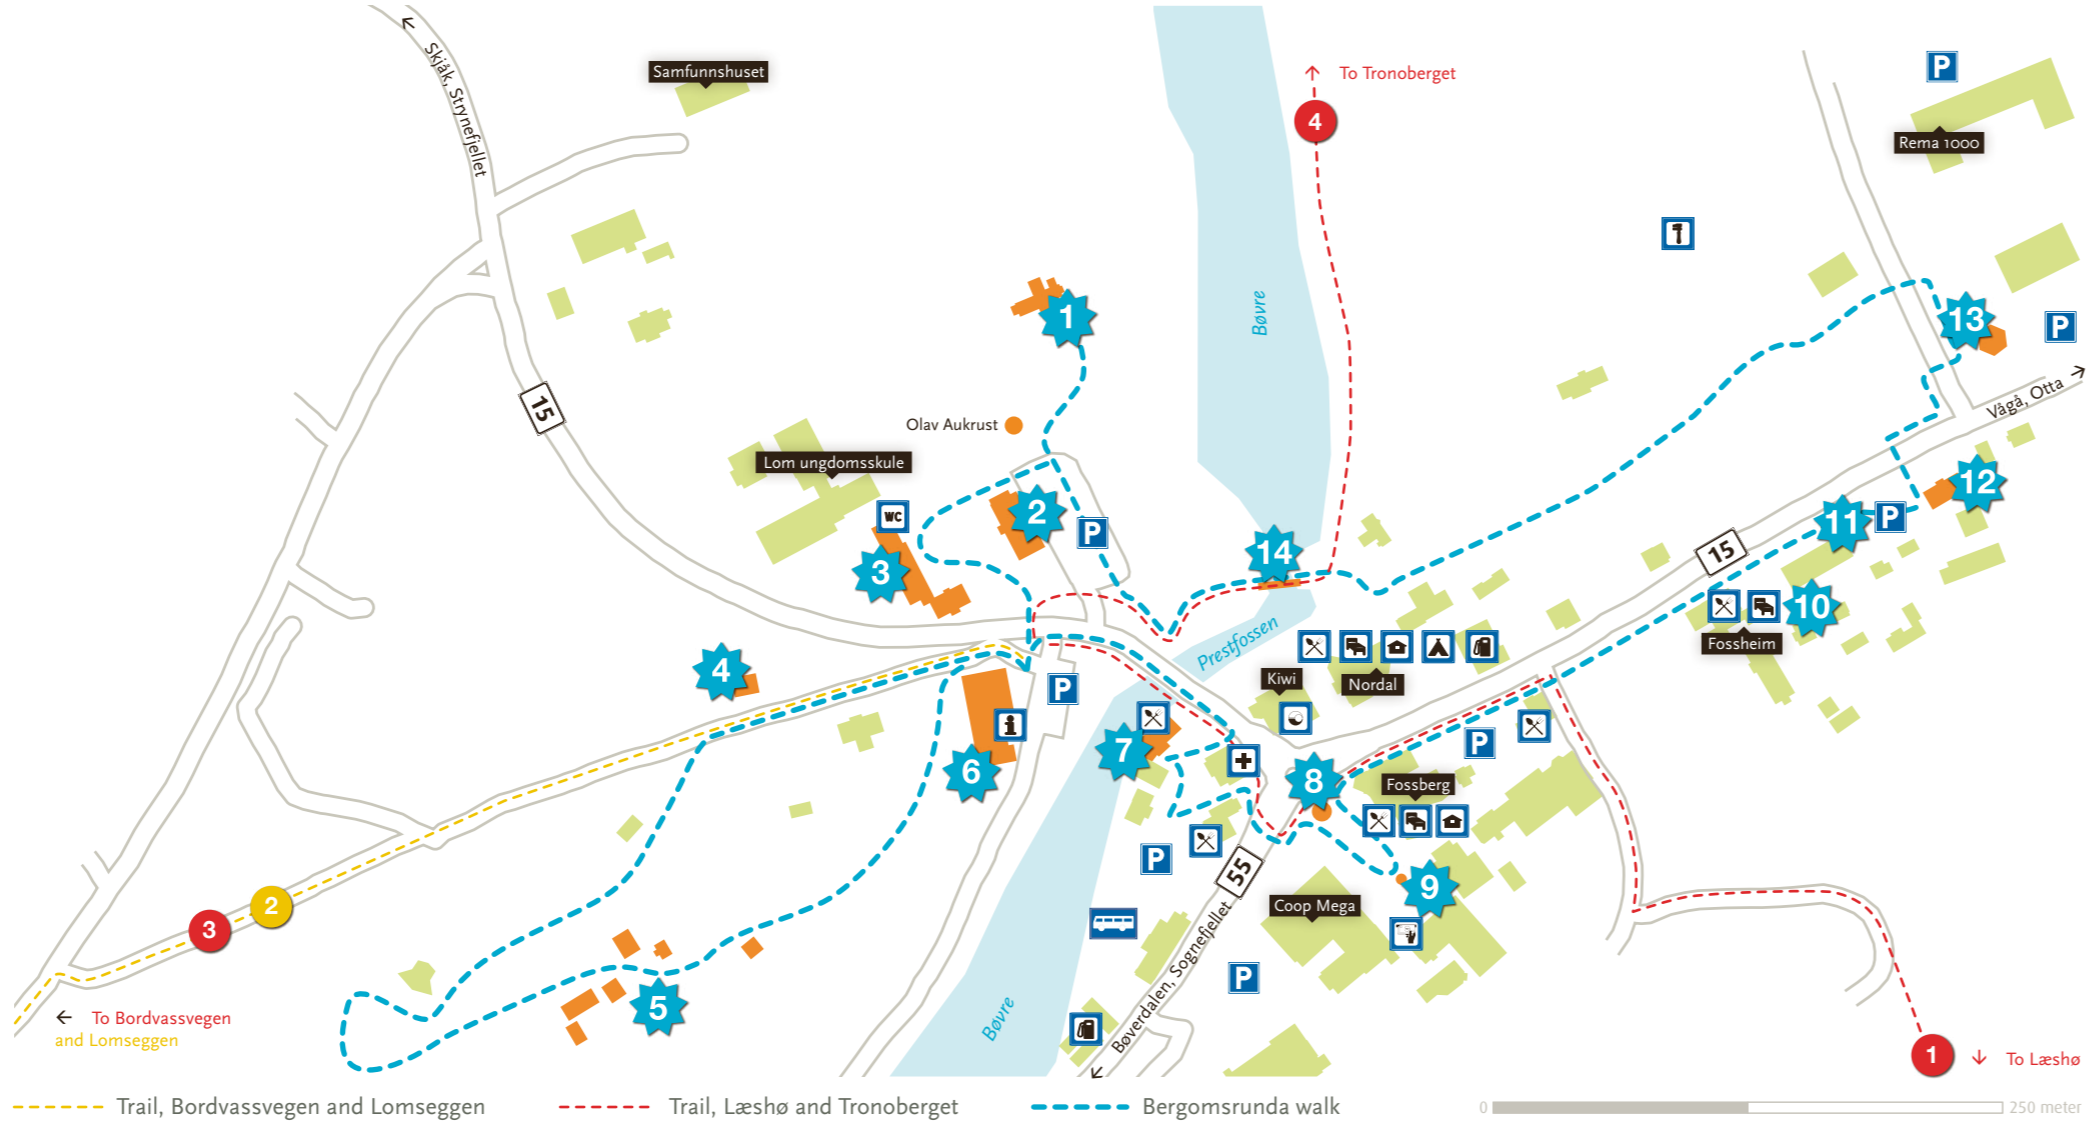 Skjåk, Strynefjellet
Samfunnshuset
To Tronoberget
4
P
Rema 1000
Bøvre
1
13
P
15
Olav Aukrust
Vågå, Otta
Lom ungdomsskule
WC
2
P
3
14
12
11
P
15
10
Fossheim
Prestfossen
4
P
Kiwi
Nordal
7
6
8
P
Fossberg
P
55
9
Coop Mega
2
3
P
5
Bøvre
Bøverdalen, Sognefjellet
To Bordvassvegen
and Lomseggen
1
To Læshø
Trail, Bordvassvegen and Lomseggen
Trail, Læshø and Tronoberget
Bergomsrunda walk
0
250 meter